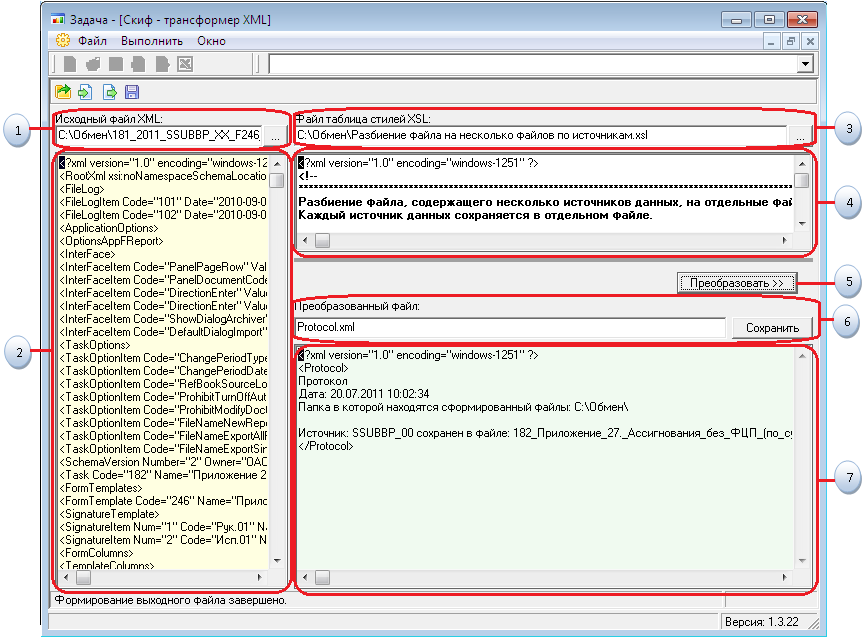 Задача - [Скиф - трансформер XML]
Файл Выполнить Окно
Исходный файл XML:
C:\Обмен\181_2011_SSUBBP_XX_F246_
...
1
Файл таблица стилей XSL:
C:\Обмен\Разбиение файла на несколько файлов по источникам.xsl
...
3
<?xml version="1.0" encoding="windows-12
<RootXml xsi:noNamespaceSchemaLocatio
<FileLog>
<FileLogItem Code="101" Date="2010-09-0
<FileLogItem Code="102" Date="2010-09-0
<ApplicationOptions>
<OptionsAppFReport>
<InterFace>
<InterFaceItem Code="PanelPageRow" Val
<InterFaceItem Code="PanelDocumentCode
<InterFaceItem Code="DirectionEnter" Value
<InterFaceItem Code="DirectionEnter" Value
<InterFaceItem Code="ShowDialogArchiver"
<InterFaceItem Code="DefaultDialogImport"
<TaskOptions>
<TaskOptionItem Code="ChangePeriodType
<TaskOptionItem Code="ChangePeriodDate
<TaskOptionItem Code="RefBookSourceLo
<TaskOptionItem Code="ProhibitTurnOffAut
<TaskOptionItem Code="ProhibitModifyDoc
<TaskOptionItem Code="FileNameNewRepo
<TaskOptionItem Code="FileNameExportAllF
<TaskOptionItem Code="FileNameExportSin
<SchemaVersion Number="2" Owner="ОАС
<Task Code="182" Name="Приложение 2
<FormTemplates>
<FormTemplate Code="246" Name="Прило
<SignatureTemplate>
<SignatureItem Num="1" Code="Рук.01" N
<SignatureItem Num="2" Code="Исп.01" N
<FormColumns>
<TemplateColumns>
2
<?xml version="1.0" encoding="windows-1251" ?>
<!--
Разбиение файла, содержащего несколько источников данных, на отдельные фай
Каждый источник данных сохраняется в отдельном файле.
4
Преобразовать >>
5
Преобразованный файл:
Protocol.xml
Сохранить
6
<?xml version="1.0" encoding="windows-1251" ?>
<Protocol>
Протокол
Дата: 20.07.2011 10:02:34
Папка в которой находятся сформированный файлы: C:\Обмен\
Источник: SSUBBP_00 сохранен в файле: 182_Приложение_27._Ассигнования_без_ФЦП_(по_су
</Protocol>
7
Формирование выходного файла завершено.
Версия: 1.3.22